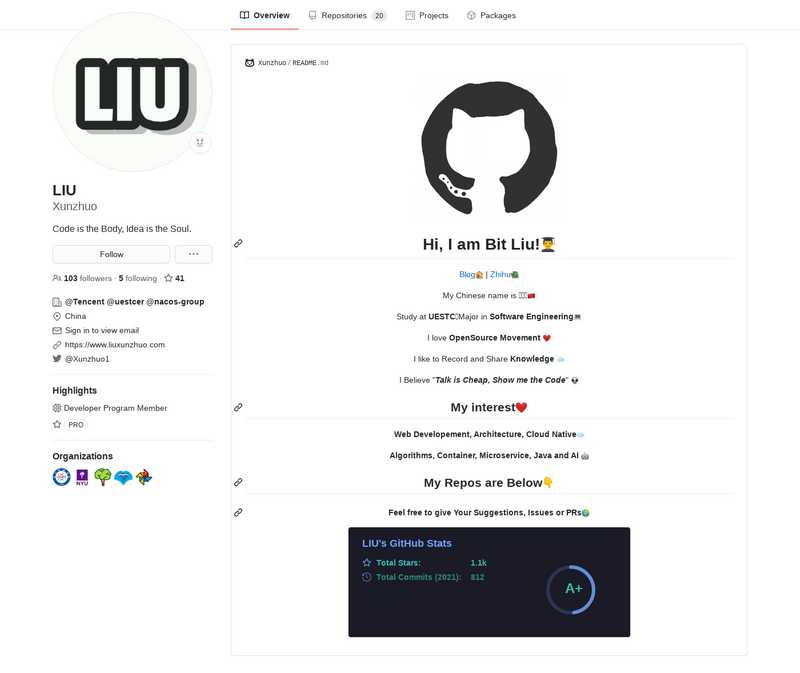 Overview
Repositories 20
Projects
Packages
LIU
LIU
Xunzhuo
Code is the Body, Idea is the Soul.
Follow
103 followers · 5 following · 41
@Tencent @uestcer @nacos-group
China
Sign in to view email
https://www.liuxunzhuo.com
@Xunzhuo1
Highlights
Developer Program Member
PRO
Organizations
NYU
Xunzhuo / README.md
Hi, I am Bit Liu!
Blog | Zhihu
My Chinese name is
Study at UESTC Major in Software Engineering
I love OpenSource Movement
I like to Record and Share Knowledge
I Believe "Talk is Cheap, Show me the Code"
My interest
Web Developement, Architecture, Cloud Native
Algorithms, Container, Microservice, Java and AI
My Repos are Below
Feel free to give Your Suggestions, Issues or PRs
LIU's GitHub Stats
Total Stars: 1.1k
Total Commits (2021): 812
A+